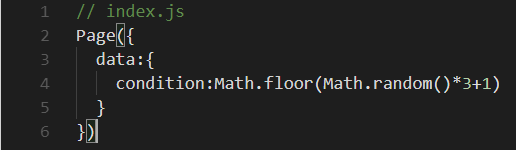 1 // index.js
2 Page({
3 data:{
4 condition:Math.floor(Math.random()*3+1)
5 }
6 })